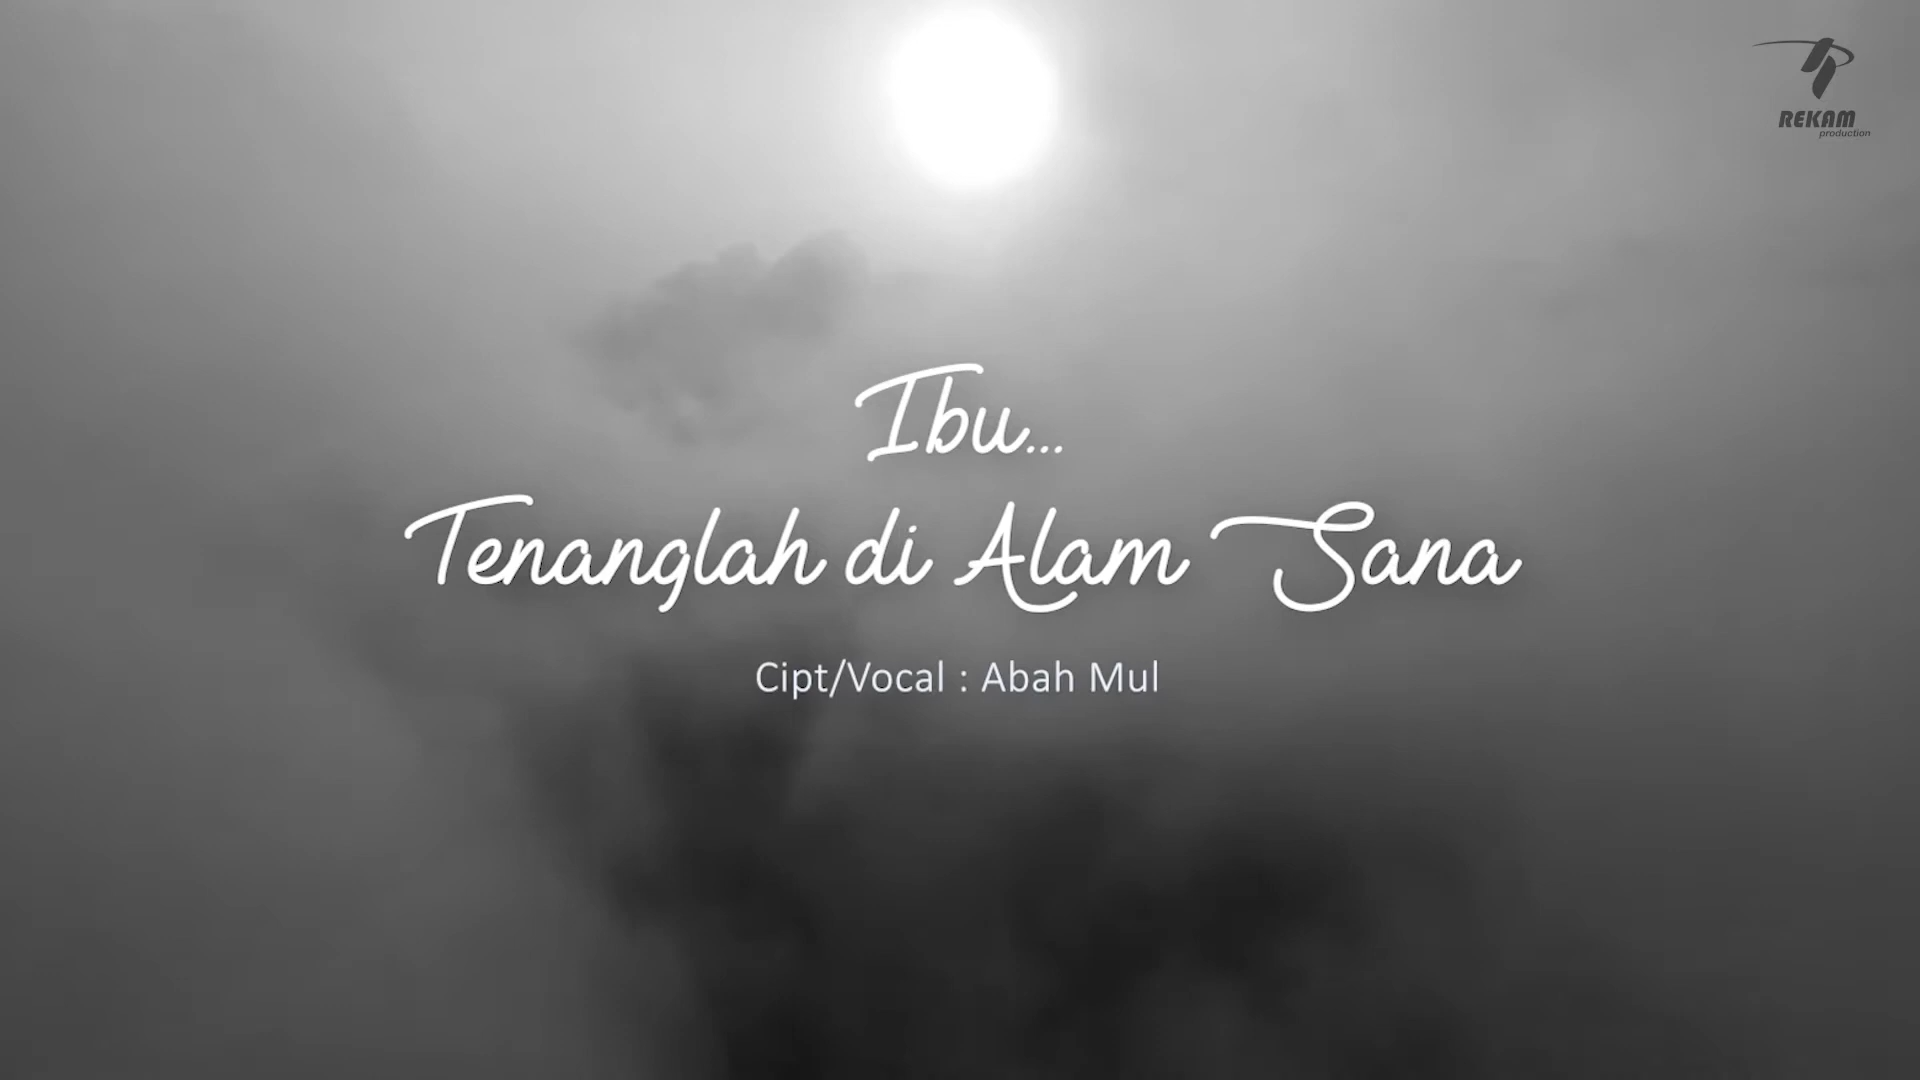 REKAM
production
Ibu...
Tenanglah di Alam Sana
Cipt/Vocal : Abah Mul